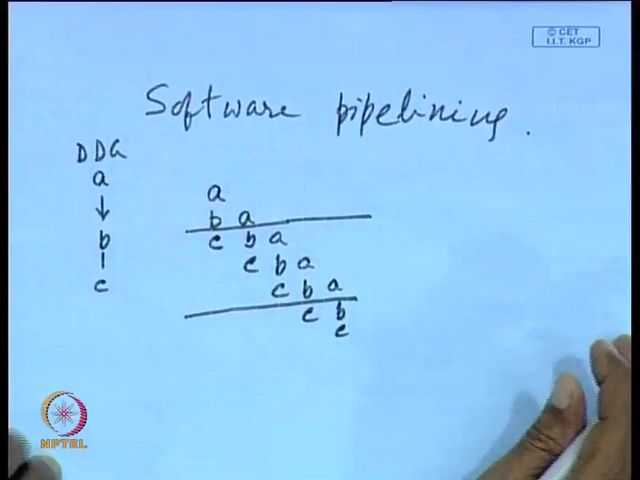 © CET
I.I.T. KGP
Software pipelining.
DDG
a
b
c
a
b a
c b a
c b a
c b a
c b
c
NPTEL